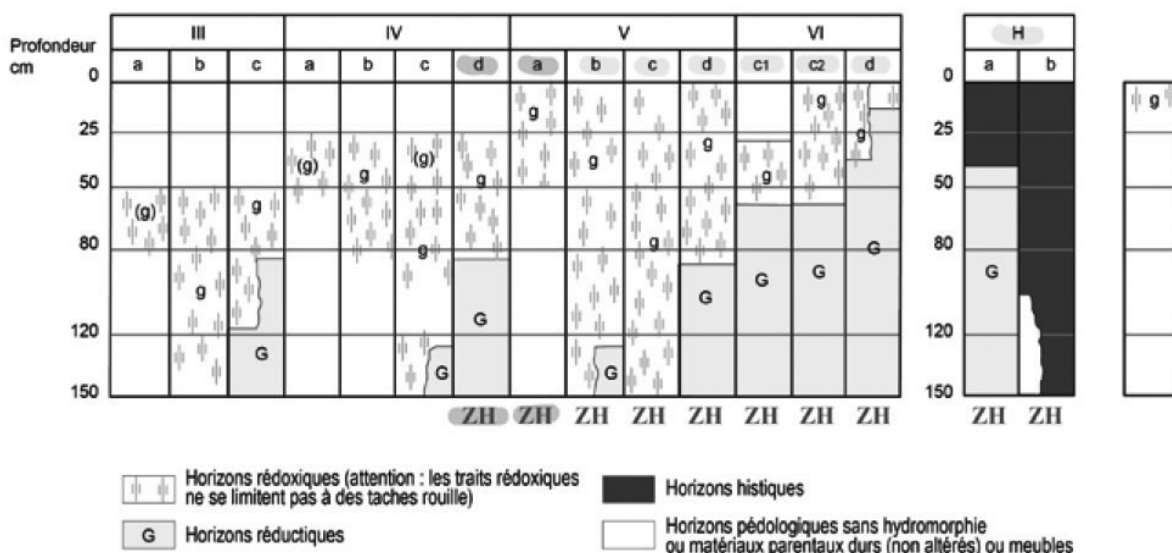 III IV V VI H
Profondeur
cm
a b c a b c d a b c d c1 c2 d a b
0 0
g g g g
25 25
(g) g (g) g g g g g
50 50
(g) g g g
80 80
g G G G G G G
120 120
G G G
150 150
ZH ZH ZH ZH ZH ZH ZH ZH ZH ZH
Horizons rédoxiques (attention : les traits rédoxiques
ne se limitent pas à des taches rouille)
Horizons histiques
G Horizons réductiques
Horizons pédologiques sans hydromorphie
ou matériaux parentaux durs (non altérés) ou meubles